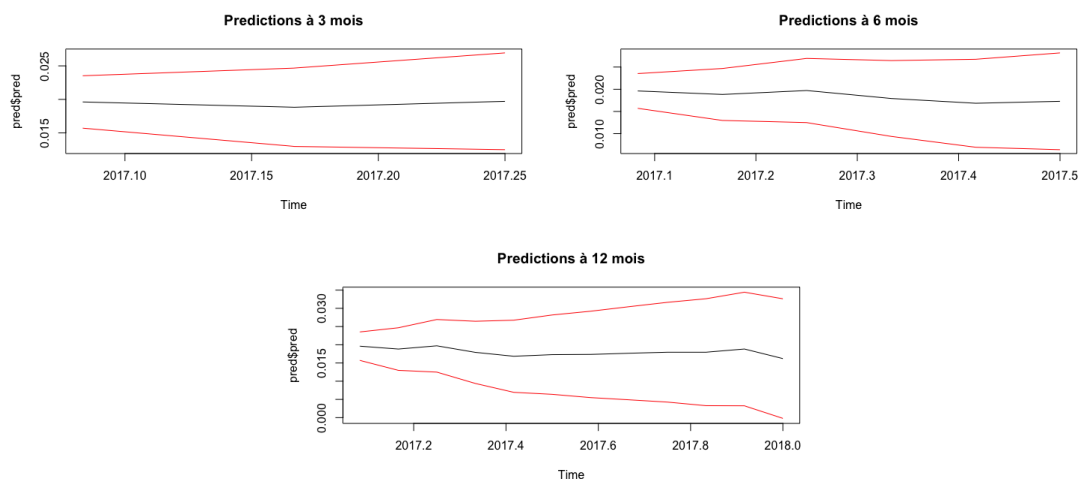 Predictions à 3 mois
pred$pred
0.015 0.025
2017.10 2017.15 2017.20 2017.25
Time
Predictions à 6 mois
pred$pred
0.010 0.020
2017.1 2017.2 2017.3 2017.4 2017.5
Time
Predictions à 12 mois
pred$pred
0.000 0.015 0.030
2017.2 2017.4 2017.6 2017.8 2018.0
Time